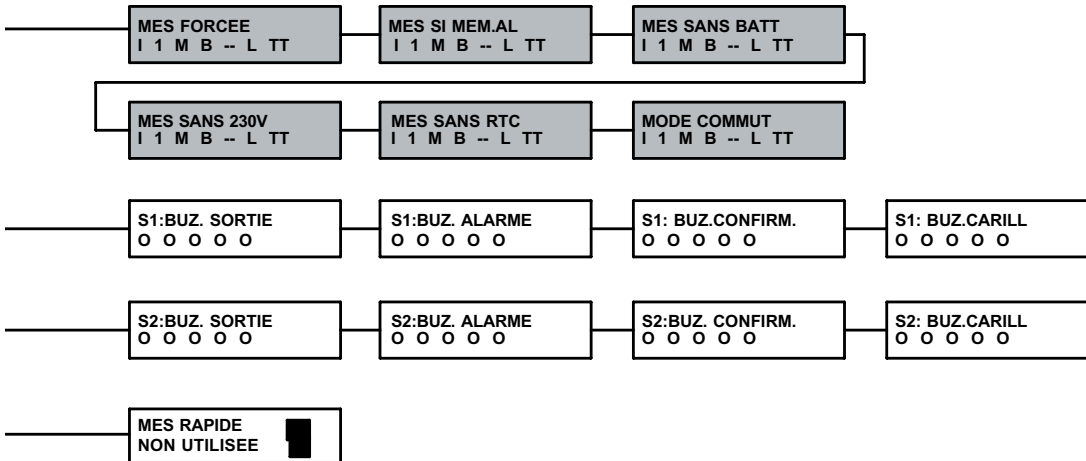 MES FORCEE
I 1 M B -- L TT
MES SI MEM.AL
I 1 M B -- L TT
MES SANS BATT
I 1 M B -- L TT
MES SANS 230V
I 1 M B -- L TT
MES SANS RTC
I 1 M B -- L TT
MODE COMMUT
I 1 M B -- L TT
S1:BUZ. SORTIE
O O O O O
S1:BUZ. ALARME
O O O O O
S1: BUZ.CONFIRM.
O O O O O
S1: BUZ.CARILL
O O O O O
S2:BUZ. SORTIE
O O O O O
S2:BUZ. ALARME
O O O O O
S2:BUZ. CONFIRM.
O O O O O
S2: BUZ.CARILL
O O O O O
MES RAPIDE
NON UTILISEE